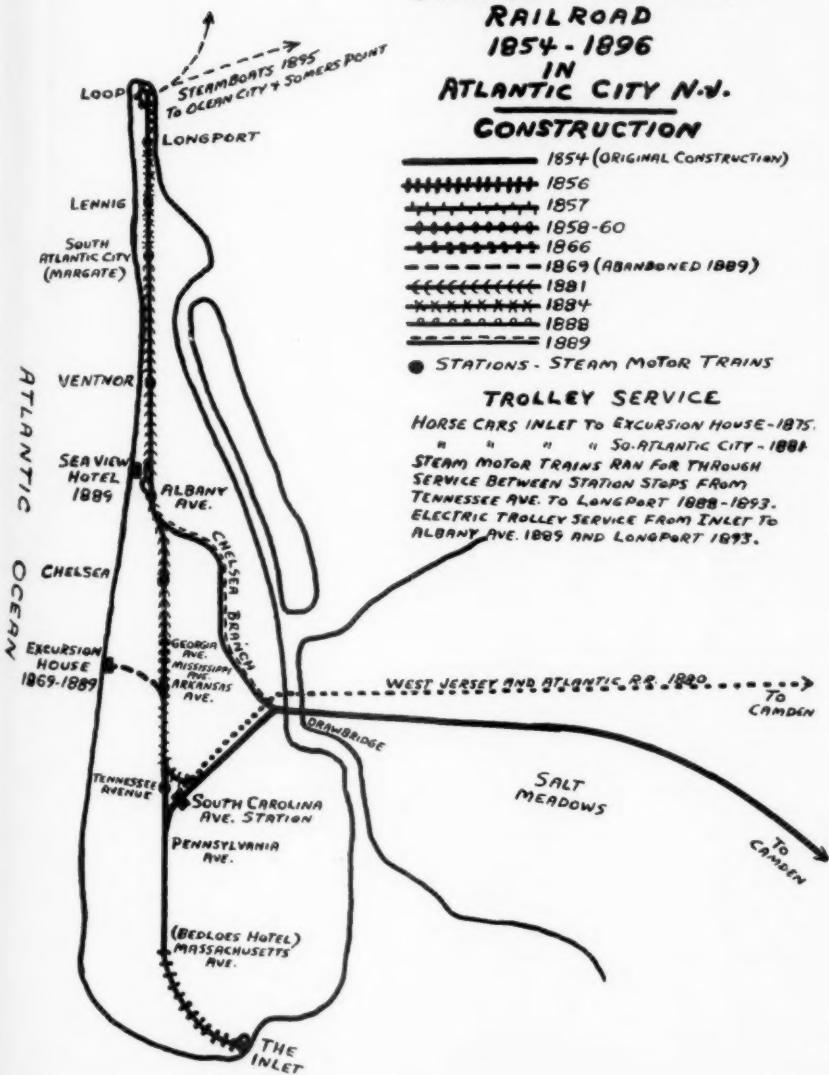 RAILROAD
1854-1896
IN
ATLANTIC CITY N.J.
CONSTRUCTION
1854 (ORIGINAL CONSTRUCTION)
1856
1857
1858-60
1866
1869 (ABANDONED 1889)
1881
1884
1888
1889
STATIONS - STEAM MOTOR TRAINS
TROLLEY SERVICE
HORSE CARS INLET TO EXCURSION HOUSE-1875.
" " " " SO. ATLANTIC CITY - 1884
STEAM MOTOR TRAINS RAN FOR THROUGH
SERVICE BETWEEN STATION STOPS FROM
TENNESSEE AVE. TO LONGPORT 1888-1893.
ELECTRIC TROLLEY SERVICE FROM INLET TO
ALBANY AVE. 1889 AND LONGPORT 1893.
STEAMBOATS 1895
TO OCEAN CITY & SOMERS POINT
LOOP
LONGPORT
LENNIG
SOUTH
ATLANTIC CITY
(MARGATE)
VENTNOR
SEA VIEW
HOTEL
1889
ALBANY
AVE.
CHELSEA BRANCH
CHELSEA
ATLANTIC OCEAN
EXCURSION
HOUSE
1869-1889
GEORGIA
AVE.
MISSISSIPPI
AVE.
ARKANSAS
AVE.
WEST JERSEY AND ATLANTIC RR. 1880
TO
CAMDEN
DRAWBRIDGE
SALT
MEADOWS
TO
CAMDEN
TENNESSEE
AVENUE
SOUTH CAROLINA
AVE. STATION
PENNSYLVANIA
AVE.
(BEDLOES HOTEL)
MASSACHUSETTS
AVE.
THE
INLET